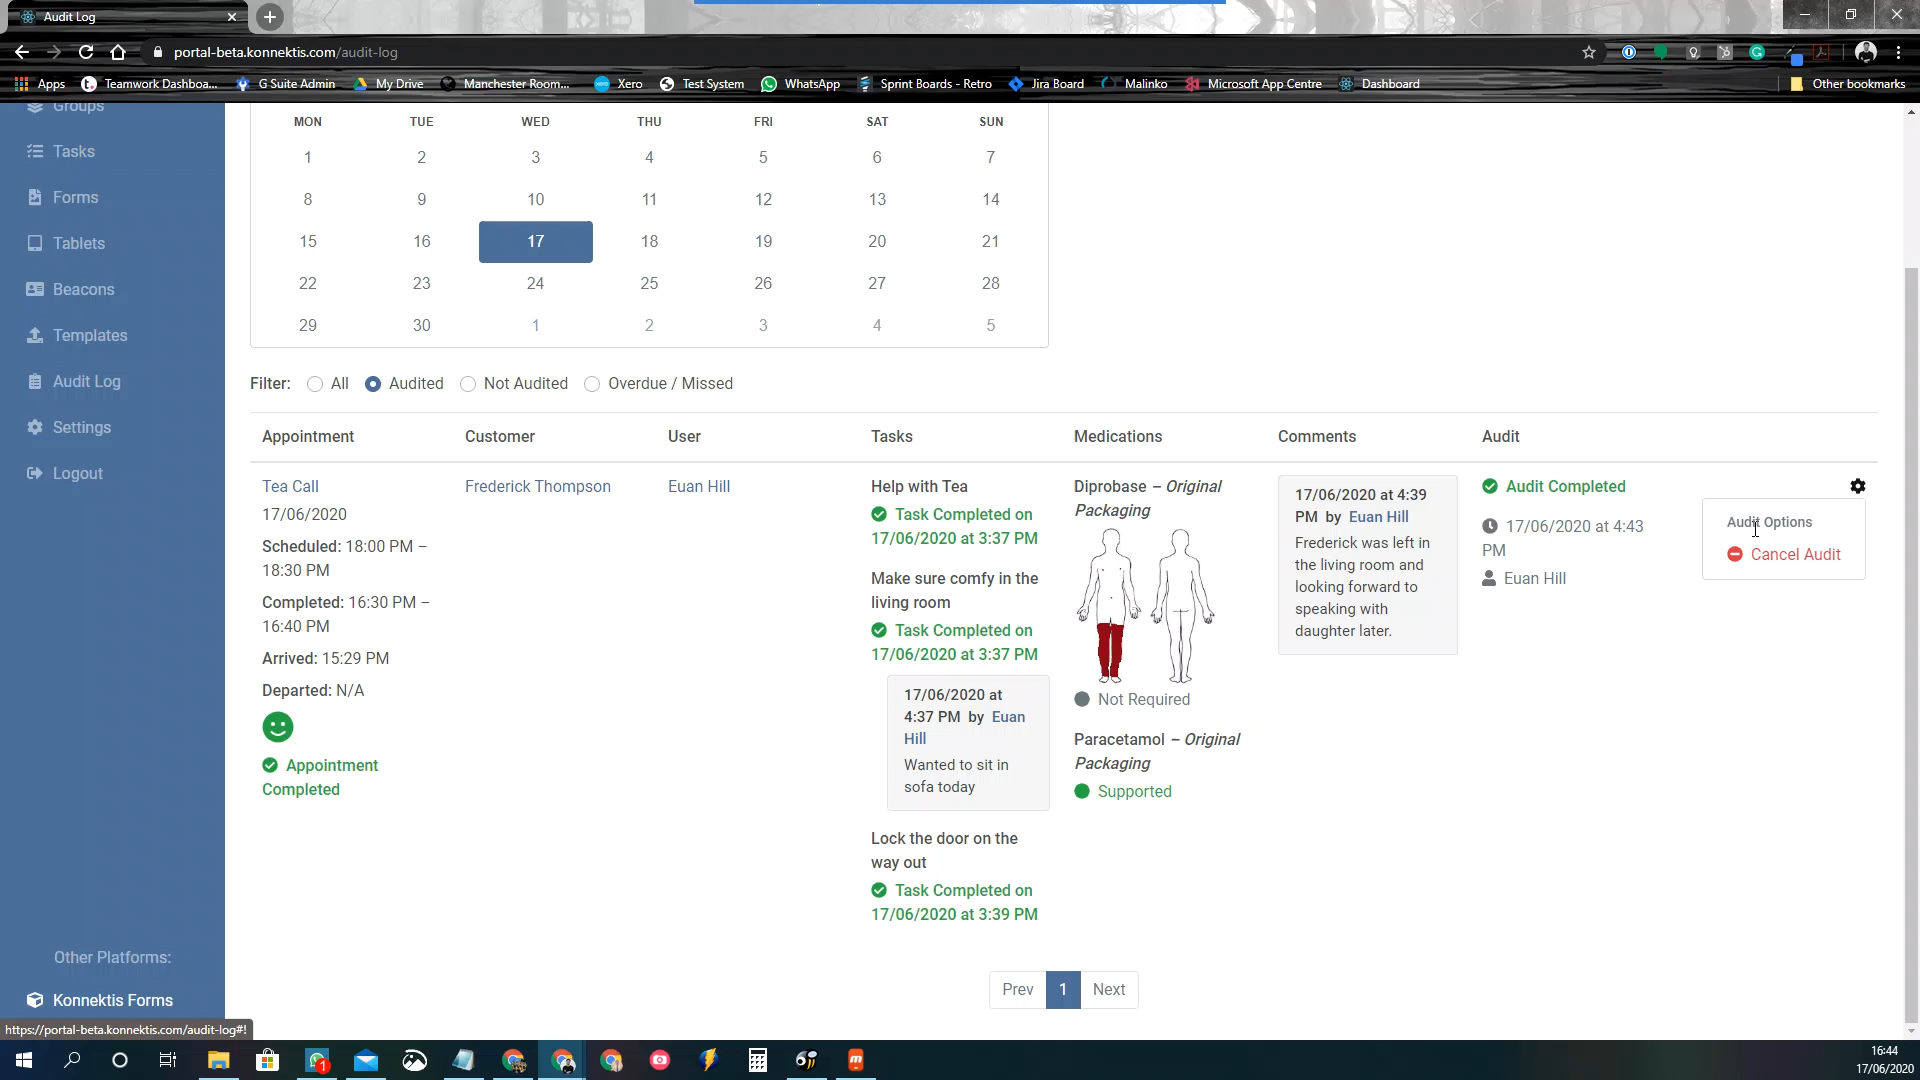 Audit Log
portal-beta.konnektis.com/audit-log
Apps
Teamwork Dashboa...
G Suite Admin
My Drive
Manchester Room...
Xero
Test System
WhatsApp
Sprint Boards - Retro
Jira Board
Malinko
Microsoft App Centre
Dashboard
Other bookmarks
Groups
Tasks
Forms
Tablets
Beacons
Templates
Audit Log
Settings
Logout
Other Platforms:
Konnektis Forms
MON TUE WED THU FRI SAT SUN
1 2 3 4 5 6 7
8 9 10 11 12 13 14
15 16 17 18 19 20 21
22 23 24 25 26 27 28
29 30 1 2 3 4 5
Filter: All Audited Not Audited Overdue / Missed
Appointment Customer User Tasks Medications Comments Audit
Tea Call
17/06/2020
Scheduled: 18:00 PM –
18:30 PM
Completed: 16:30 PM –
16:40 PM
Arrived: 15:29 PM
Departed: N/A
Appointment
Completed
Frederick Thompson
Euan Hill
Help with Tea
Task Completed on
17/06/2020 at 3:37 PM
Make sure comfy in the
living room
Task Completed on
17/06/2020 at 3:37 PM
17/06/2020 at
4:37 PM by Euan
Hill
Wanted to sit in
sofa today
Lock the door on the
way out
Task Completed on
17/06/2020 at 3:39 PM
Diprobase – Original
Packaging
Not Required
Paracetamol – Original
Packaging
Supported
17/06/2020 at 4:39
PM by Euan Hill
Frederick was left in
the living room and
looking forward to
speaking with
daughter later.
Audit Completed
17/06/2020 at 4:43
PM
Euan Hill
Audit Options
Cancel Audit
Prev 1 Next
https://portal-beta.konnektis.com/audit-log#!
1
16:44
17/06/2020